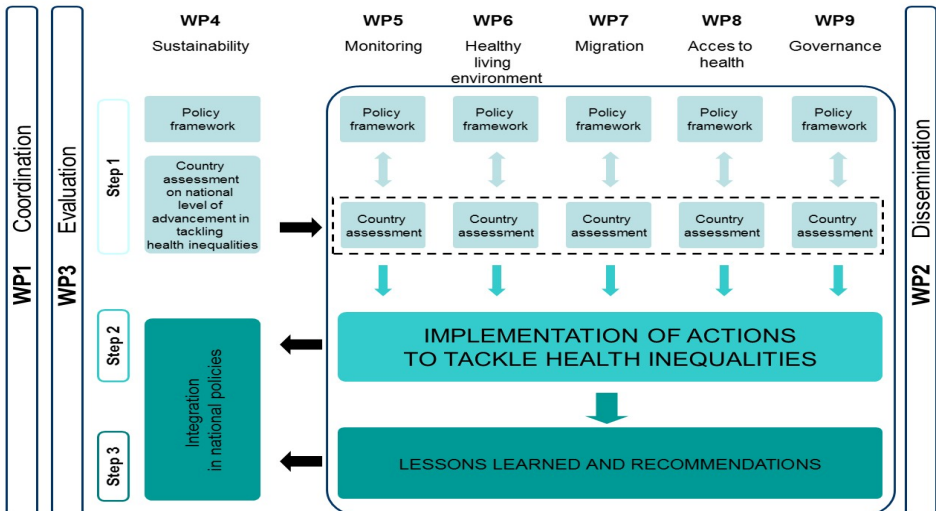 WP1 Coordination
WP3 Evaluation
WP4
Sustainability
WP5
Monitoring
WP6
Healthy
living
environment
WP7
Migration
WP8
Acces to
health
WP9
Governance
WP2 Dissemination
Step 1
Policy
framework
Policy
framework
Policy
framework
Policy
framework
Policy
framework
Policy
framework
Country
assessment
on national
level of
advancement in
tackling
health inequalities
Country
assessment
Country
assessment
Country
assessment
Country
assessment
Country
assessment
Step 2
Integration
in national policies
IMPLEMENTATION OF ACTIONS
TO TACKLE HEALTH INEQUALITIES
Step 3
LESSONS LEARNED AND RECOMMENDATIONS